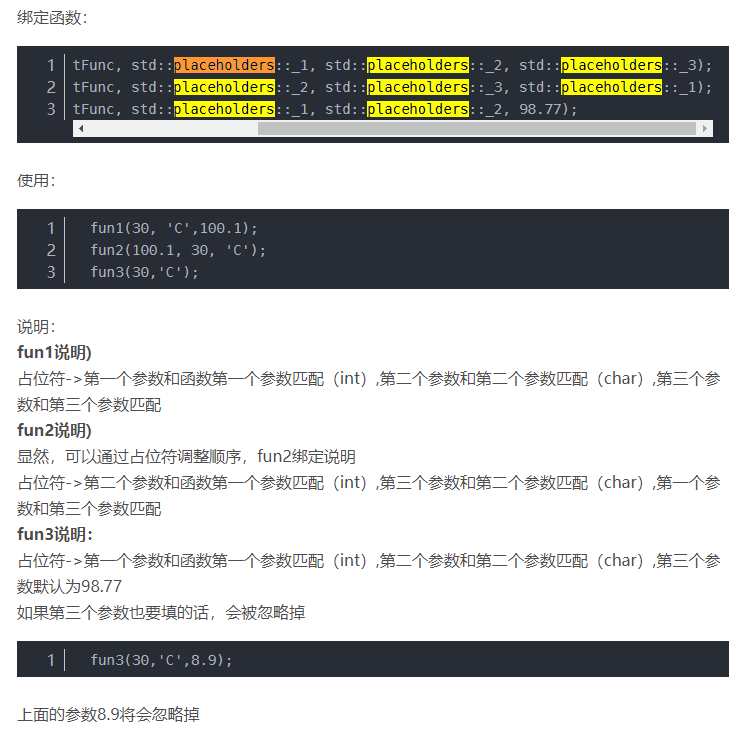 绑定函数：
1 tFunc, std::placeholders::_1, std::placeholders::_2, std::placeholders::_3);
2 tFunc, std::placeholders::_2, std::placeholders::_3, std::placeholders::_1);
3 tFunc, std::placeholders::_1, std::placeholders::_2, 98.77);
使用：
1 fun1(30, 'C',100.1);
2 fun2(100.1, 30, 'C');
3 fun3(30,'C');
说明：
fun1说明)
占位符->第一个参数和函数第一个参数匹配（int）,第二个参数和第二个参数匹配（char）,第三个参
数和第三个参数匹配
fun2说明)
显然，可以通过占位符调整顺序，fun2绑定说明
占位符->第二个参数和函数第一个参数匹配（int）,第三个参数和第二个参数匹配（char）,第一个参
数和第三个参数匹配
fun3说明：
占位符->第一个参数和函数第一个参数匹配（int）,第二个参数和第二个参数匹配（char）,第三个参
数默认为98.77
如果第三个参数也要填的话，会被忽略掉
1 fun3(30,'C',8.9);
上面的参数8.9将会忽略掉